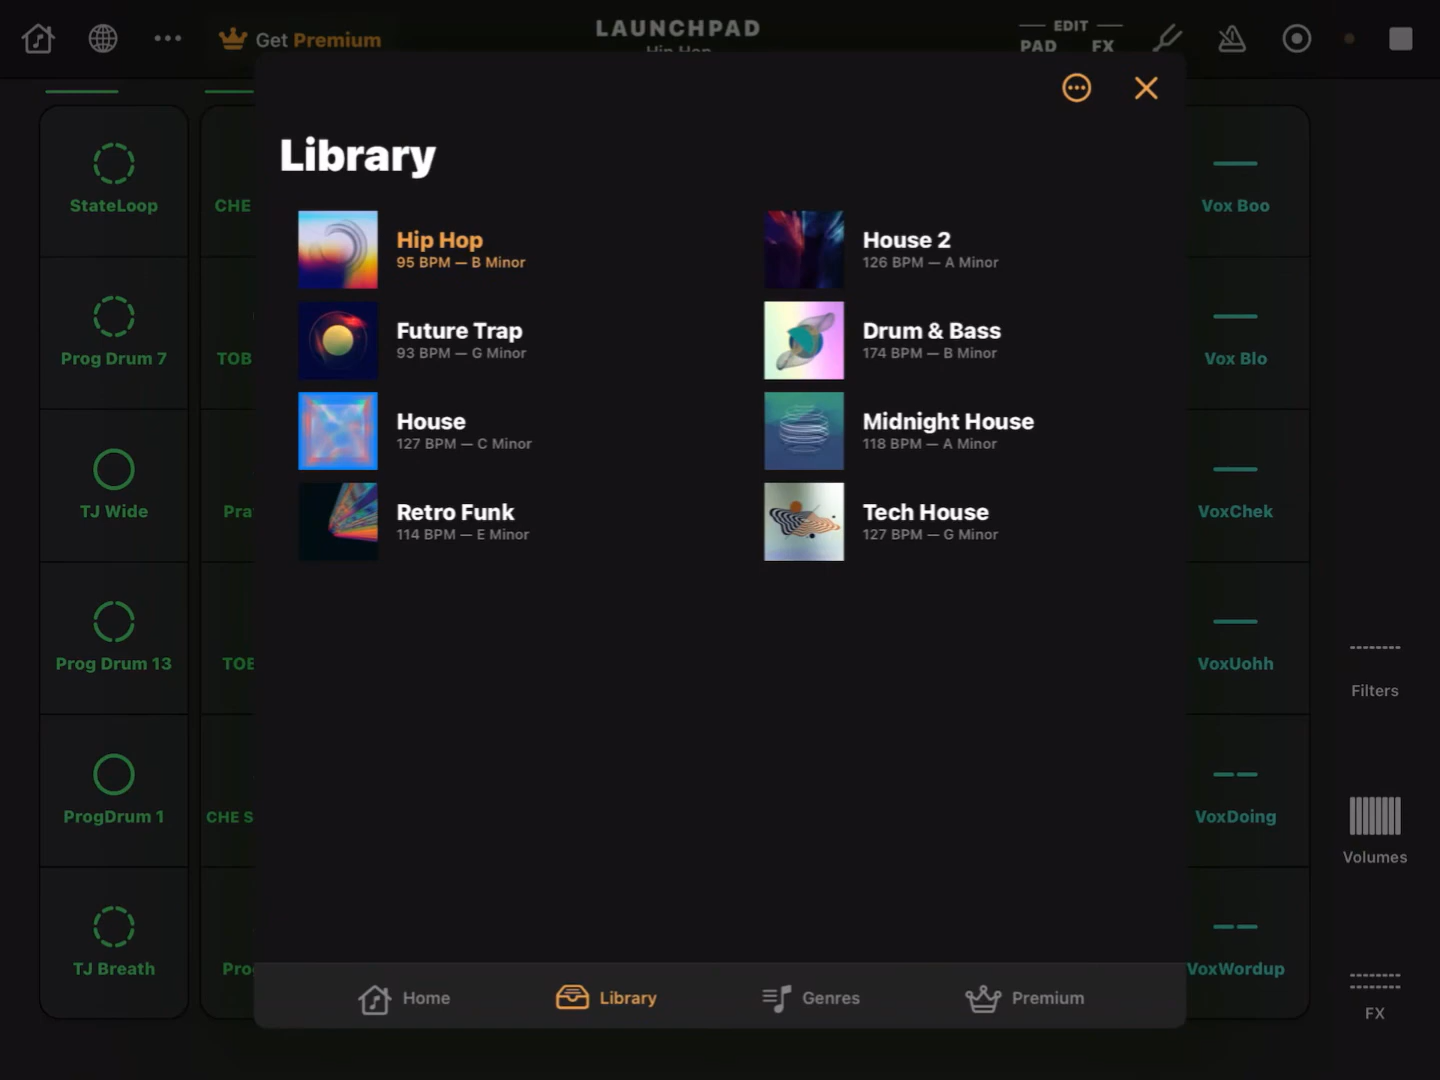 Get Premium
LAUNCHPAD
Hip Hop
EDIT
PAD FX
Library
Hip Hop
95 BPM — B Minor
House 2
126 BPM — A Minor
Future Trap
93 BPM — G Minor
Drum & Bass
174 BPM — B Minor
House
127 BPM — C Minor
Midnight House
118 BPM — A Minor
Retro Funk
114 BPM — E Minor
Tech House
127 BPM — G Minor
StateLoop
CHE
Vox Boo
Prog Drum 7
TOB
Vox Blo
TJ Wide
Pra
VoxChek
Prog Drum 13
TOB
VoxUohh
Filters
ProgDrum 1
CHE S
VoxDoing
Volumes
TJ Breath
Pro
VoxWordup
FX
Home
Library
Genres
Premium